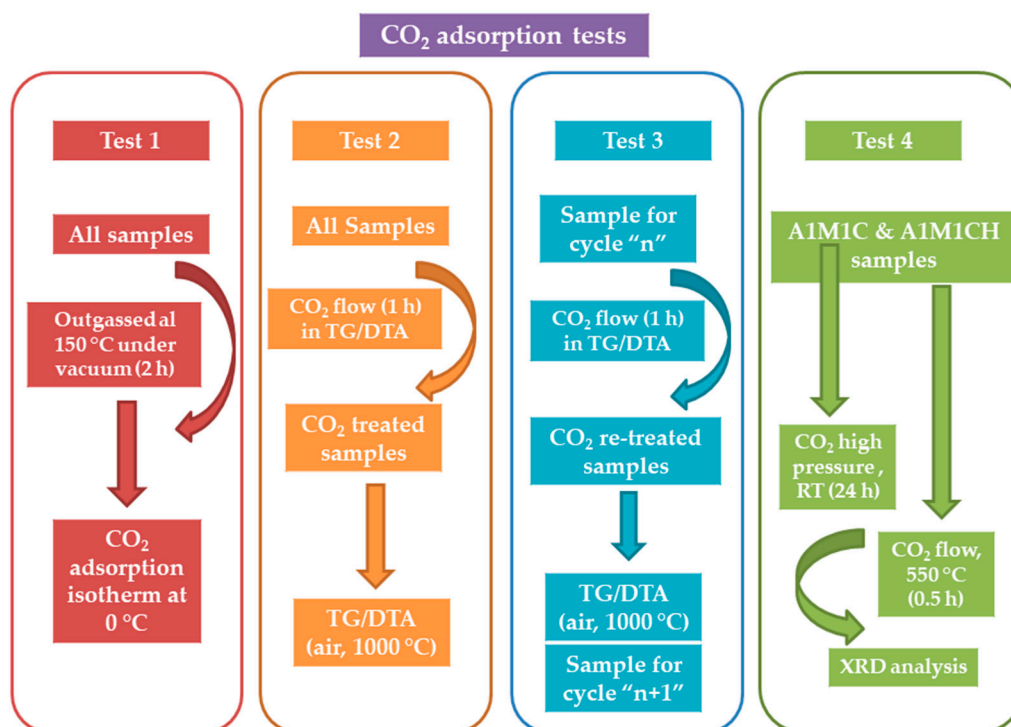 CO₂ adsorption tests
Test 1
All samples
Outgassed al
150 °C under
vacuum (2 h)
CO₂
adsorption
isotherm at
0 °C
Test 2
All Samples
CO₂ flow (1 h)
in TG/DTA
CO₂ treated
samples
TG/DTA
(air, 1000 °C)
Test 3
Sample for
cycle “n”
CO₂ flow (1 h)
in TG/DTA
CO₂ re-treated
samples
TG/DTA
(air, 1000 °C)
Sample for
cycle “n+1”
Test 4
A1M1C & A1M1CH
samples
CO₂ high
pressure ,
RT (24 h)
CO₂ flow,
550 °C
(0.5 h)
XRD analysis